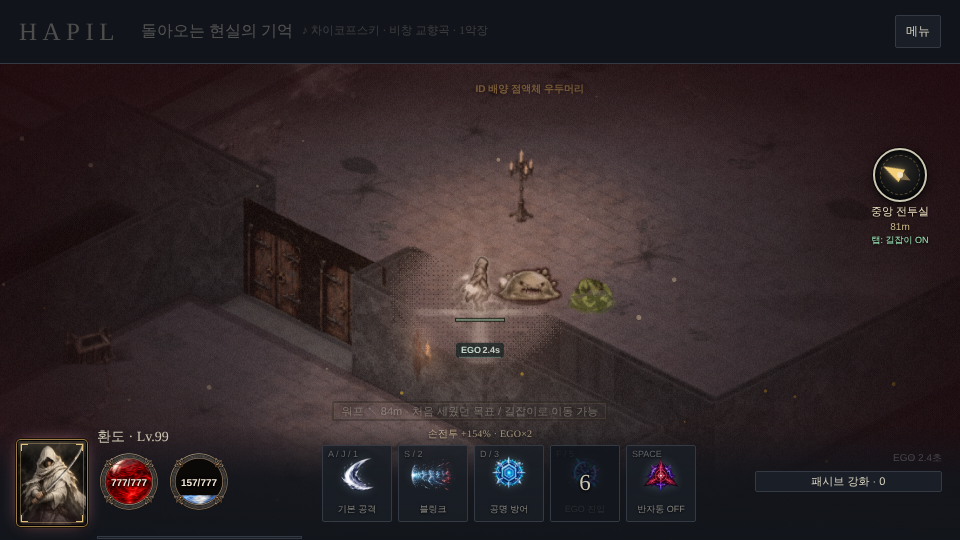 HAPIL
돌아오는 현실의 기억
♪ 차이코프스키 · 비창 교향곡 · 1악장
메뉴
ID 배양 점액체 우두머리
중앙 전투실
81m
탭: 길잡이 ON
EGO 2.4s
84m · 처음 세웠던 목표 / 길잡이로 이동 가능
손전투 +154% · EGO×2
환도 · Lv.99
777/777
157/777
A / J / 1
기본 공격
S / 2
블링크
D / 3
공명 방어
6
EGO 진입
SPACE
반자동 OFF
EGO 2.4초
패시브 강화 · 0